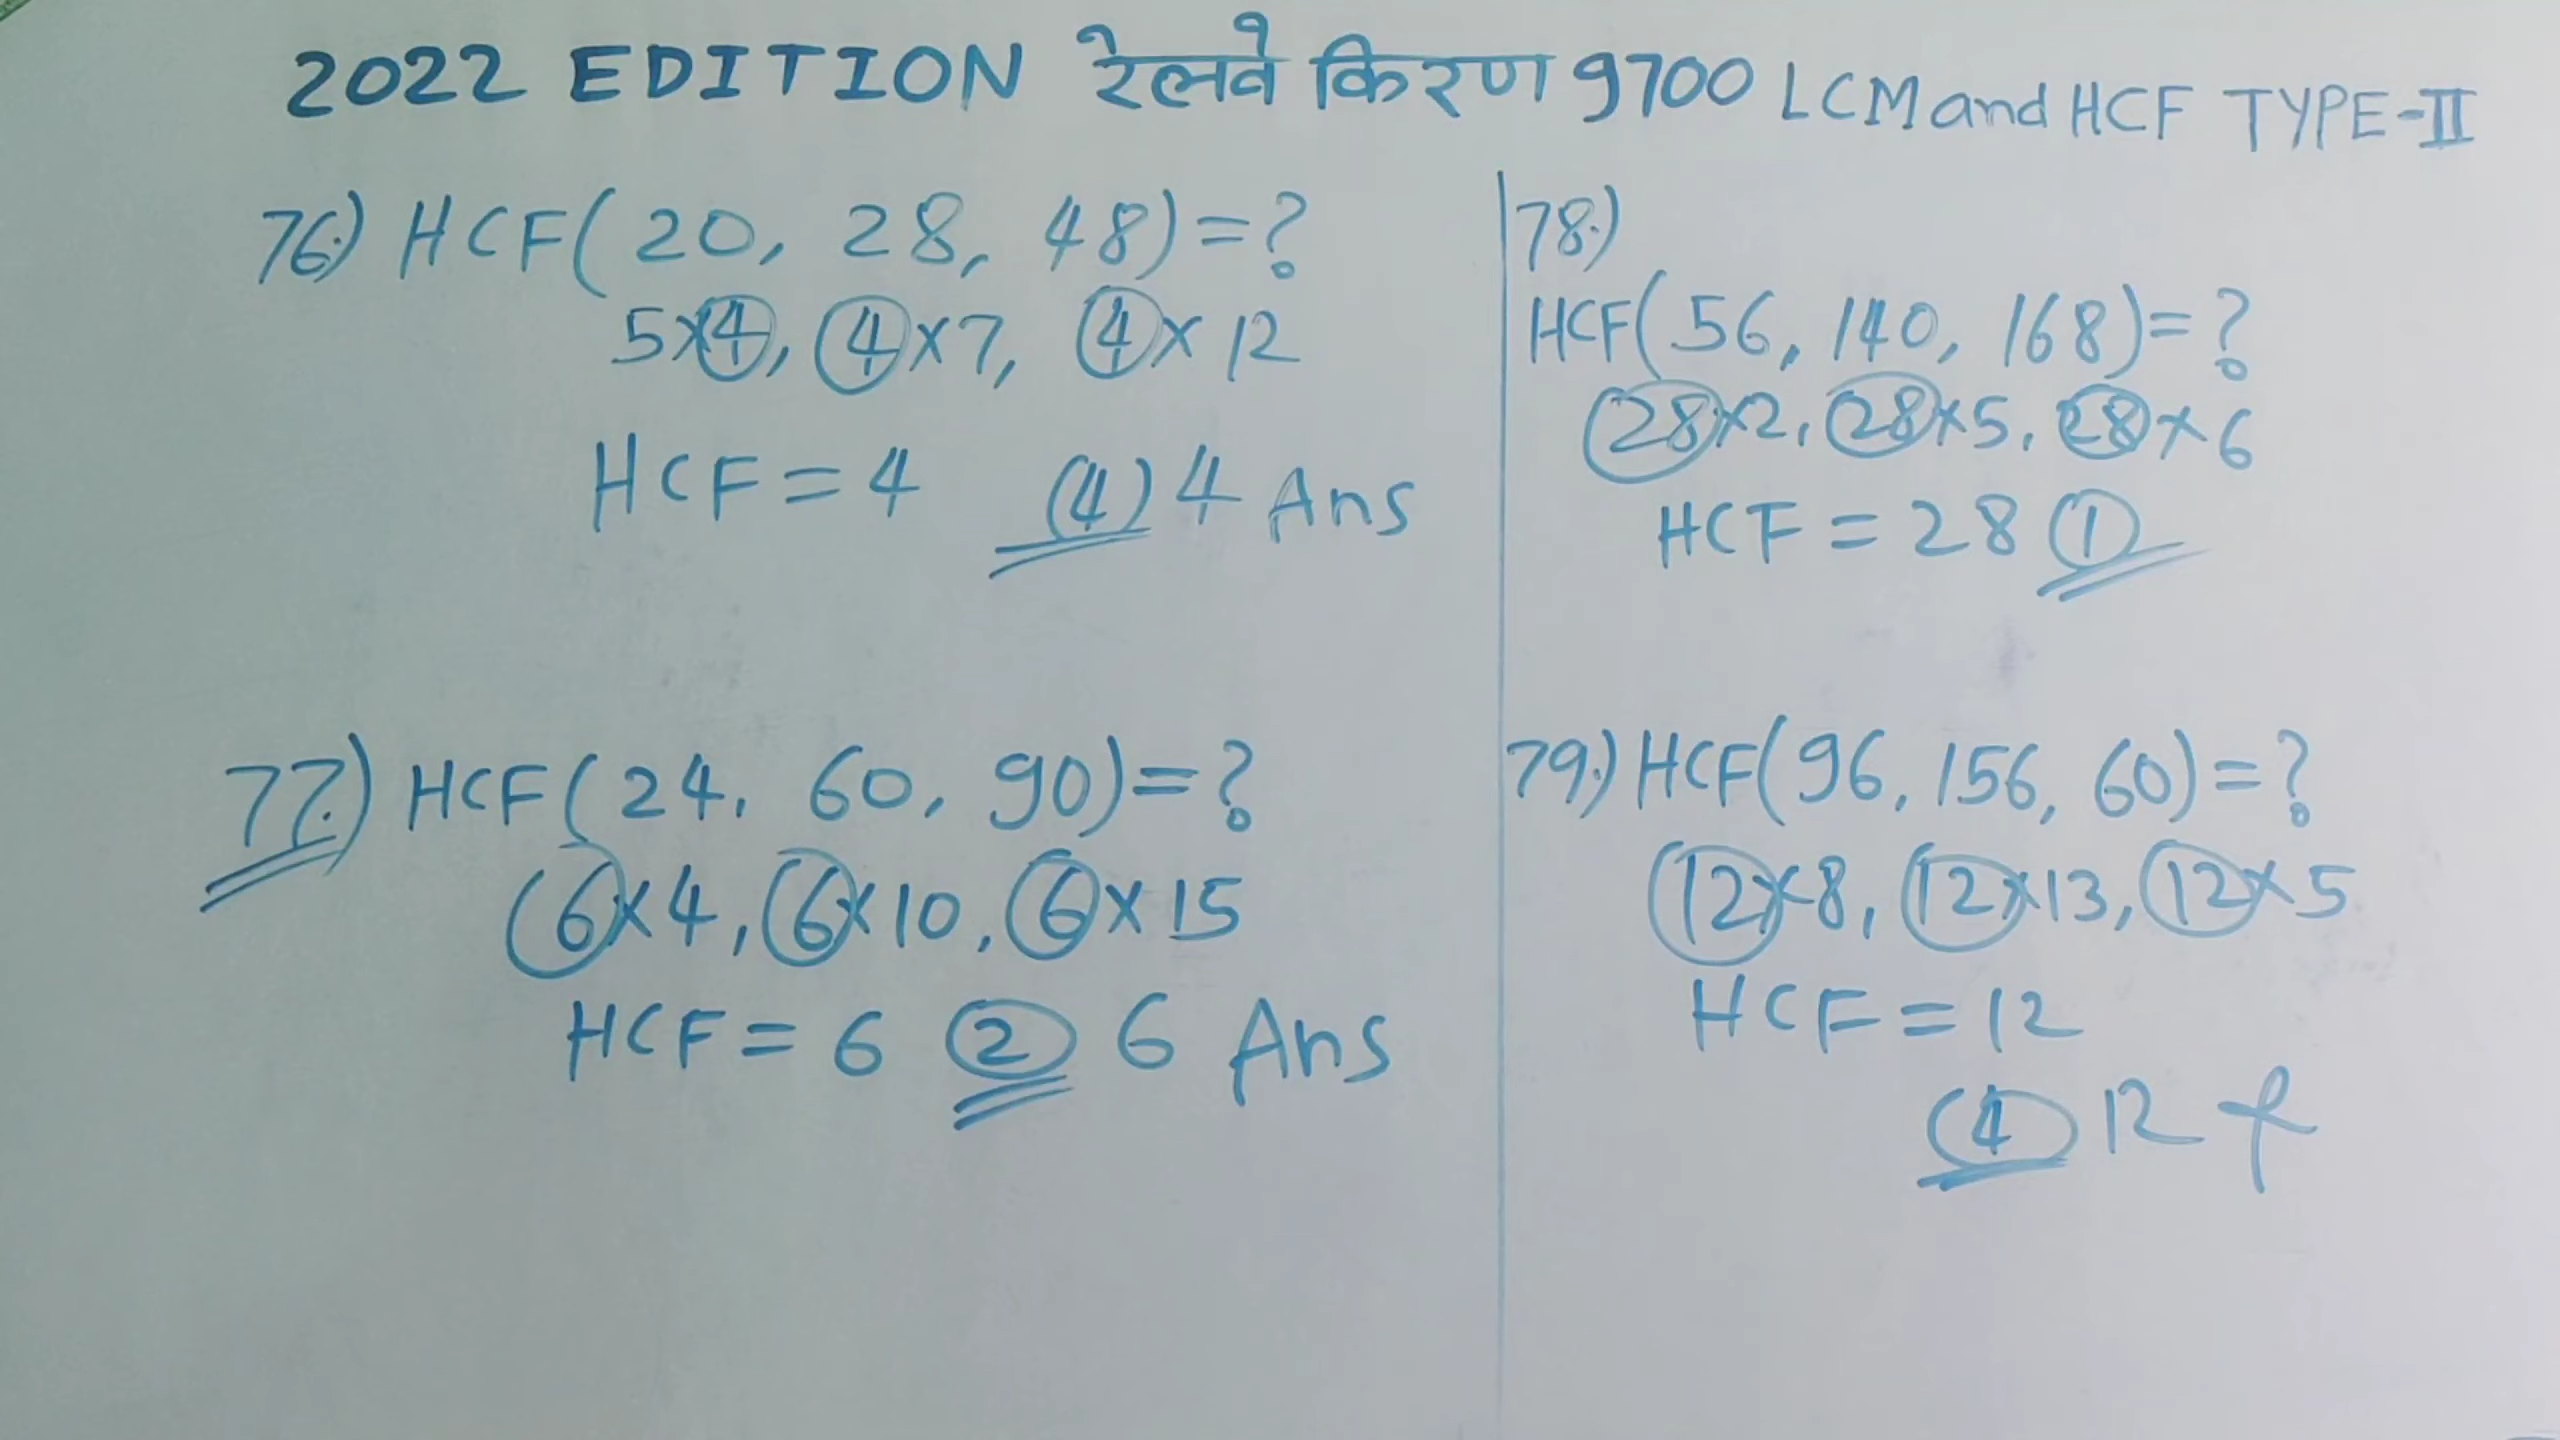 2022 EDITION रेलवे किरण 9700 LCM and HCF TYPE-II
76.) HCF(20, 28, 48)=?
5×4, 4×7, 4×12
HCF = 4 (4) 4 Ans
77.) HCF(24, 60, 90)=?
6×4, 6×10, 6×15
HCF = 6 2 6 Ans
78.)
HCF(56, 140, 168)=?
28×2, 28×5, 28×6
HCF = 28 1
79.) HCF(96, 156, 60)=?
12×8, 12×13, 12×5
HCF = 12
4 12